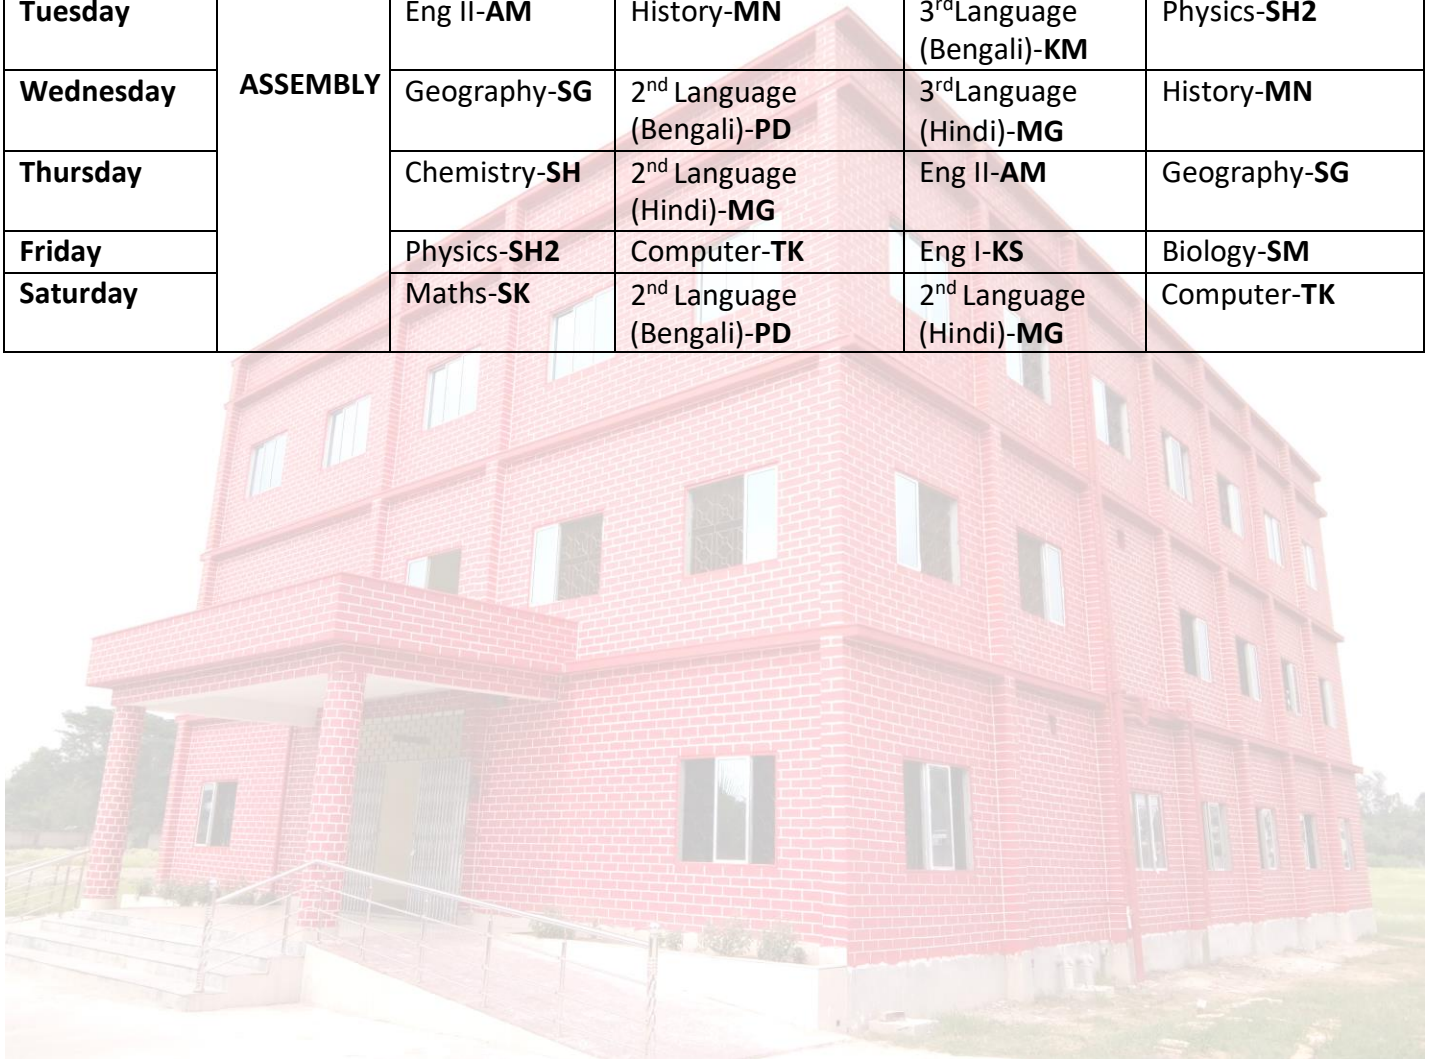 Tuesday Eng II-AM History-MN 3rdLanguage Physics-SH2
(Bengali)-KM
Wednesday ASSEMBLY Geography-SG 2nd Language 3rdLanguage History-MN
(Bengali)-PD (Hindi)-MG
Thursday Chemistry-SH 2nd Language Eng II-AM Geography-SG
(Hindi)-MG
Friday Physics-SH2 Computer-TK Eng I-KS Biology-SM
Saturday Maths-SK 2nd Language 2nd Language Computer-TK
(Bengali)-PD (Hindi)-MG